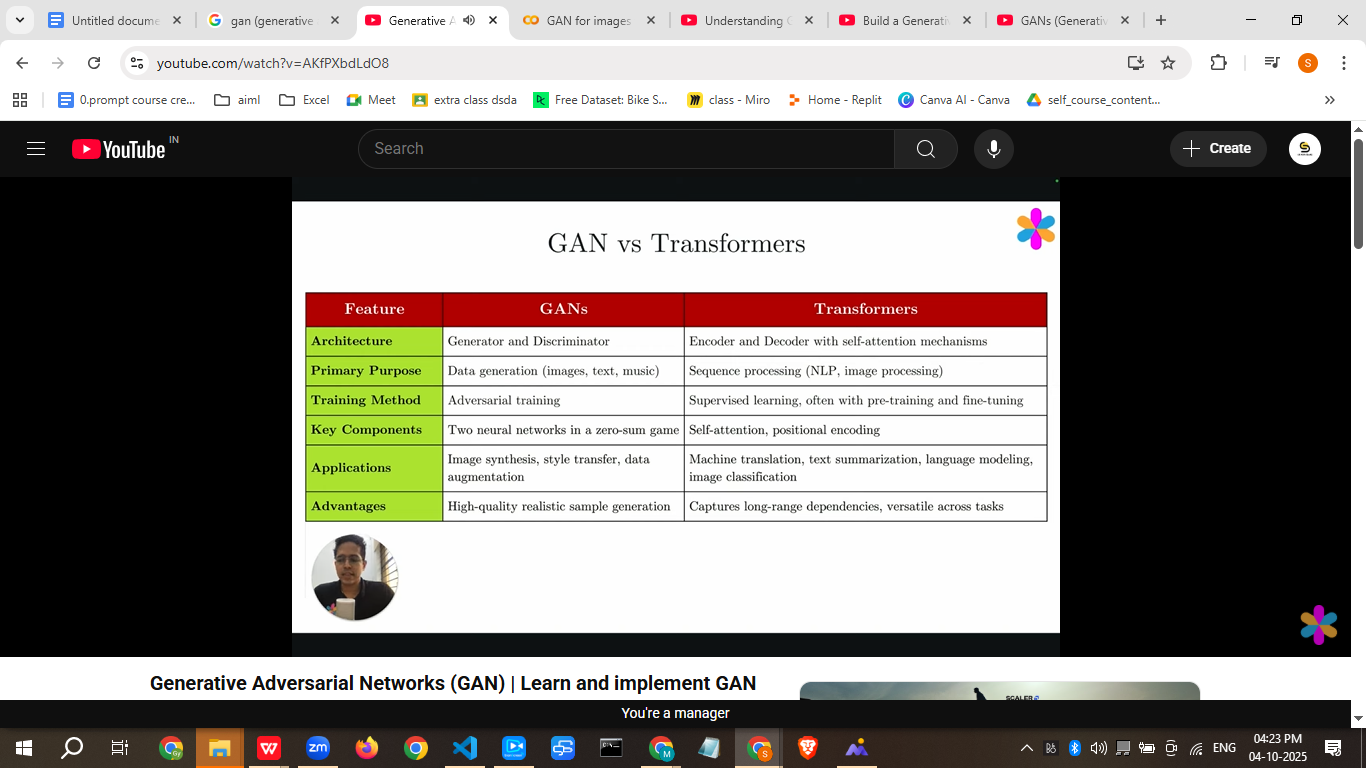 Untitled docume
gan (generative
Generative A
GAN for images
Understanding
Build a Generati
GANs (Generativ
youtube.com/watch?v=AKfPXbdLdO8
S
0.prompt course cre...
aiml
Excel
Meet
extra class dsda
Free Dataset: Bike S...
class - Miro
Home - Replit
Canva AI - Canva
self_course_content...
YouTube IN
Search
Create
GAN vs Transformers
Feature GANs Transformers
Architecture Generator and Discriminator Encoder and Decoder with self-attention mechanisms
Primary Purpose Data generation (images, text, music) Sequence processing (NLP, image processing)
Training Method Adversarial training Supervised learning, often with pre-training and fine-tuning
Key Components Two neural networks in a zero-sum game Self-attention, positional encoding
Applications Image synthesis, style transfer, data augmentation Machine translation, text summarization, language modeling, image classification
Advantages High-quality realistic sample generation Captures long-range dependencies, versatile across tasks
Generative Adversarial Networks (GAN) | Learn and implement GAN
SCALER
You're a manager
zm
ENG
04:23 PM
04-10-2025